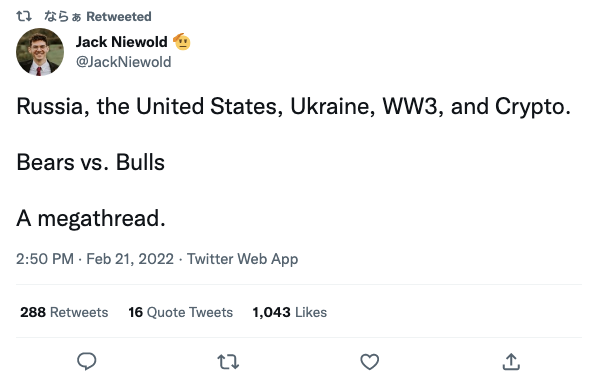 ならぁ Retweeted
Jack Niewold 🫡
@JackNiewold
Russia, the United States, Ukraine, WW3, and Crypto.
Bears vs. Bulls
A megathread.
2:50 PM · Feb 21, 2022 · Twitter Web App
288 Retweets 16 Quote Tweets 1,043 Likes